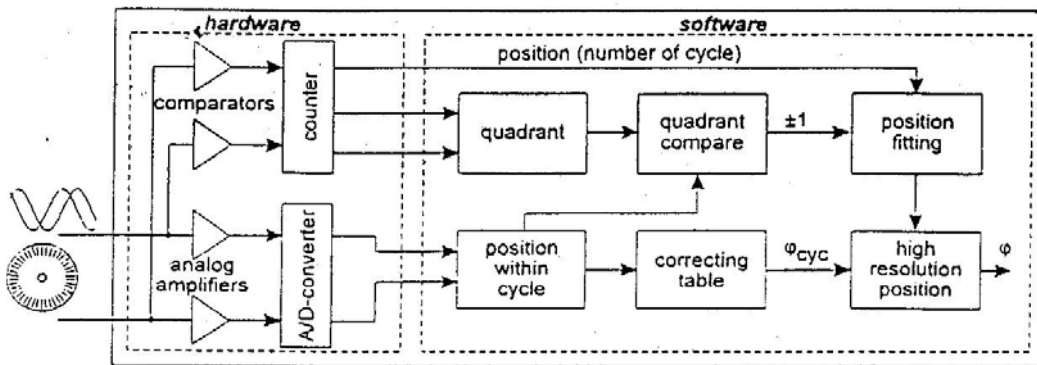 hardware
software
position (number of cycle)
comparators
counter
quadrant
quadrant
compare
±1
position
fitting
analog
amplifiers
A/D-converter
position
within
cycle
correcting
table
φcyc
high
resolution
position
φ